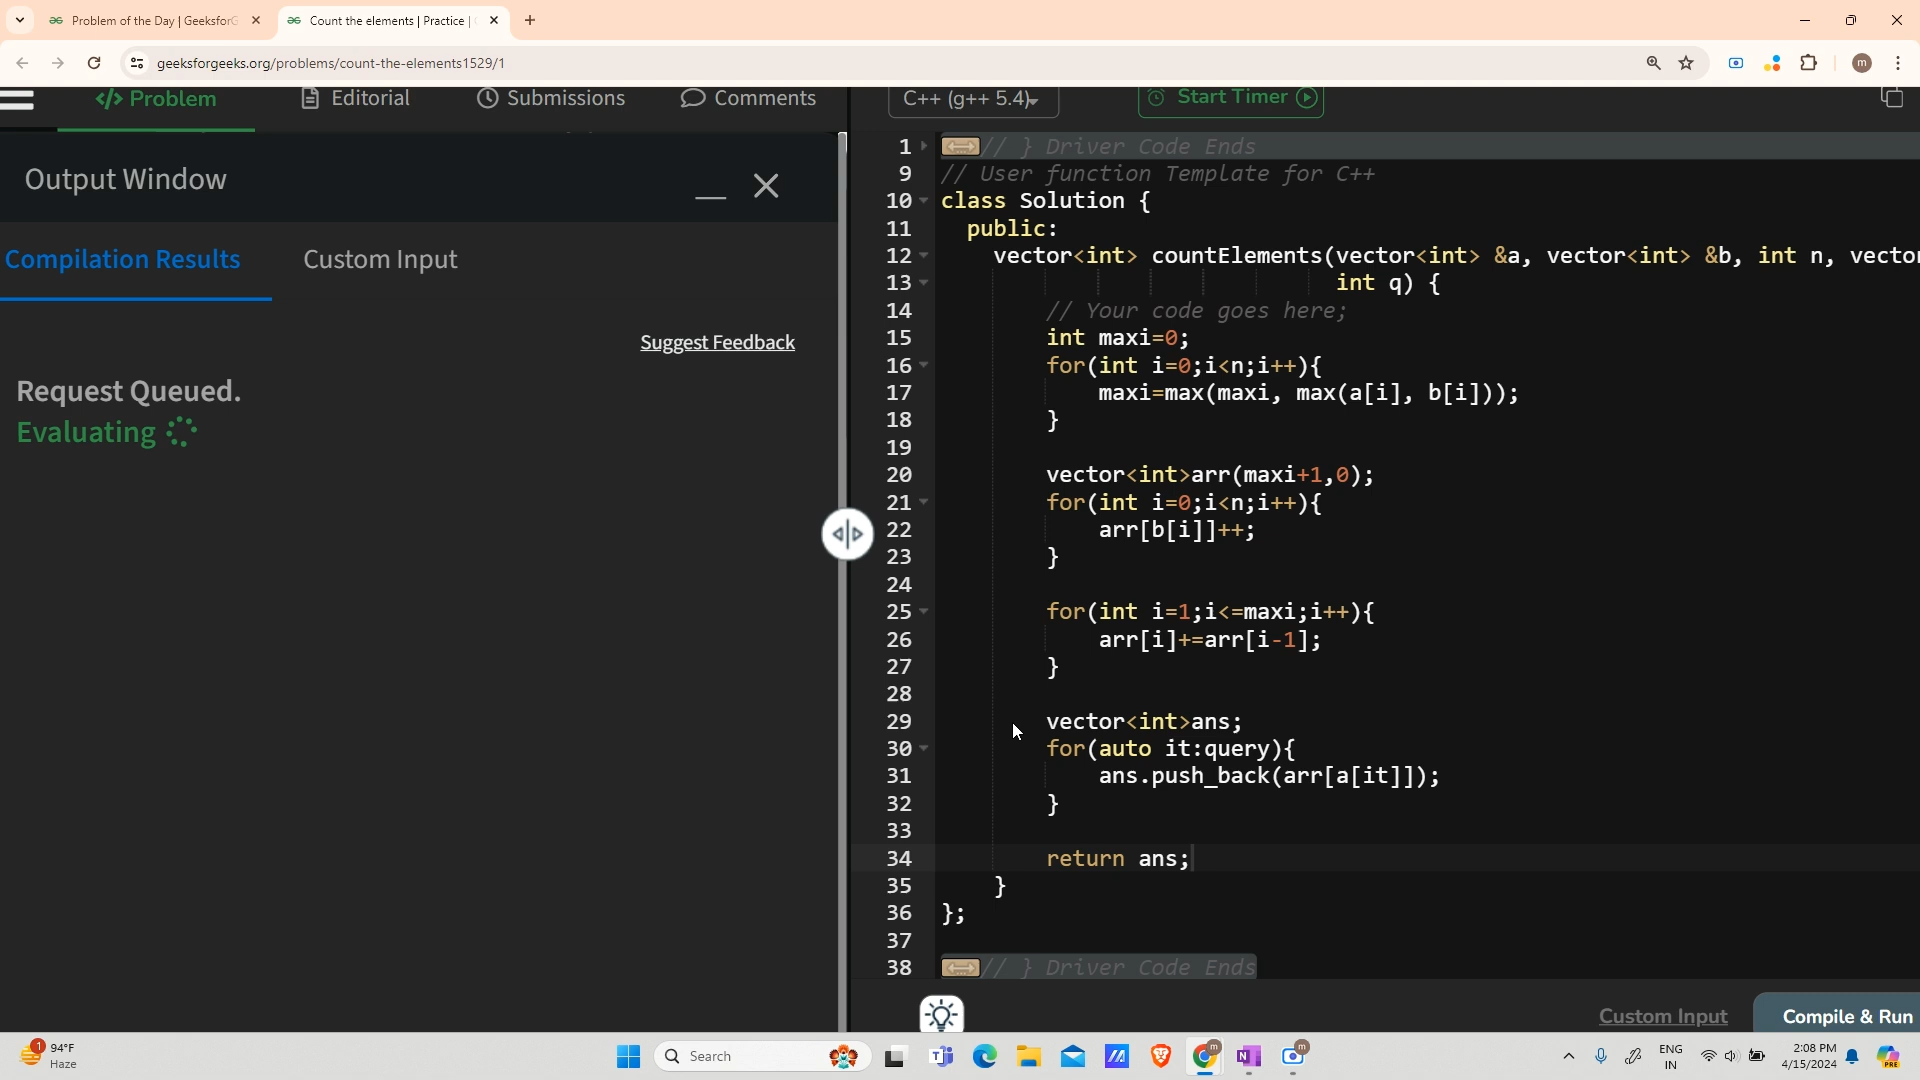 Problem of the Day | GeeksforG
Count the elements | Practice |
geeksforgeeks.org/problems/count-the-elements1529/1
m
</> Problem
Editorial
Submissions
Comments
C++ (g++ 5.4)
Start Timer
Output Window
Compilation Results
Custom Input
Suggest Feedback
Request Queued.
Evaluating
1 // } Driver Code Ends
9 // User function Template for C++
10 class Solution {
11 public:
12 vector<int> countElements(vector<int> &a, vector<int> &b, int n, vector
13 int q) {
14 // Your code goes here;
15 int maxi=0;
16 for(int i=0;i<n;i++){
17 maxi=max(maxi, max(a[i], b[i]));
18 }
19
20 vector<int>arr(maxi+1,0);
21 for(int i=0;i<n;i++){
22 arr[b[i]]++;
23 }
24
25 for(int i=1;i<=maxi;i++){
26 arr[i]+=arr[i-1];
27 }
28
29 vector<int>ans;
30 for(auto it:query){
31 ans.push_back(arr[a[it]]);
32 }
33
34 return ans;
35 }
36 };
37
38 // } Driver Code Ends
Custom Input
Compile & Run
1
94°F
Haze
Search
ENG
IN
2:08 PM
4/15/2024
PRE